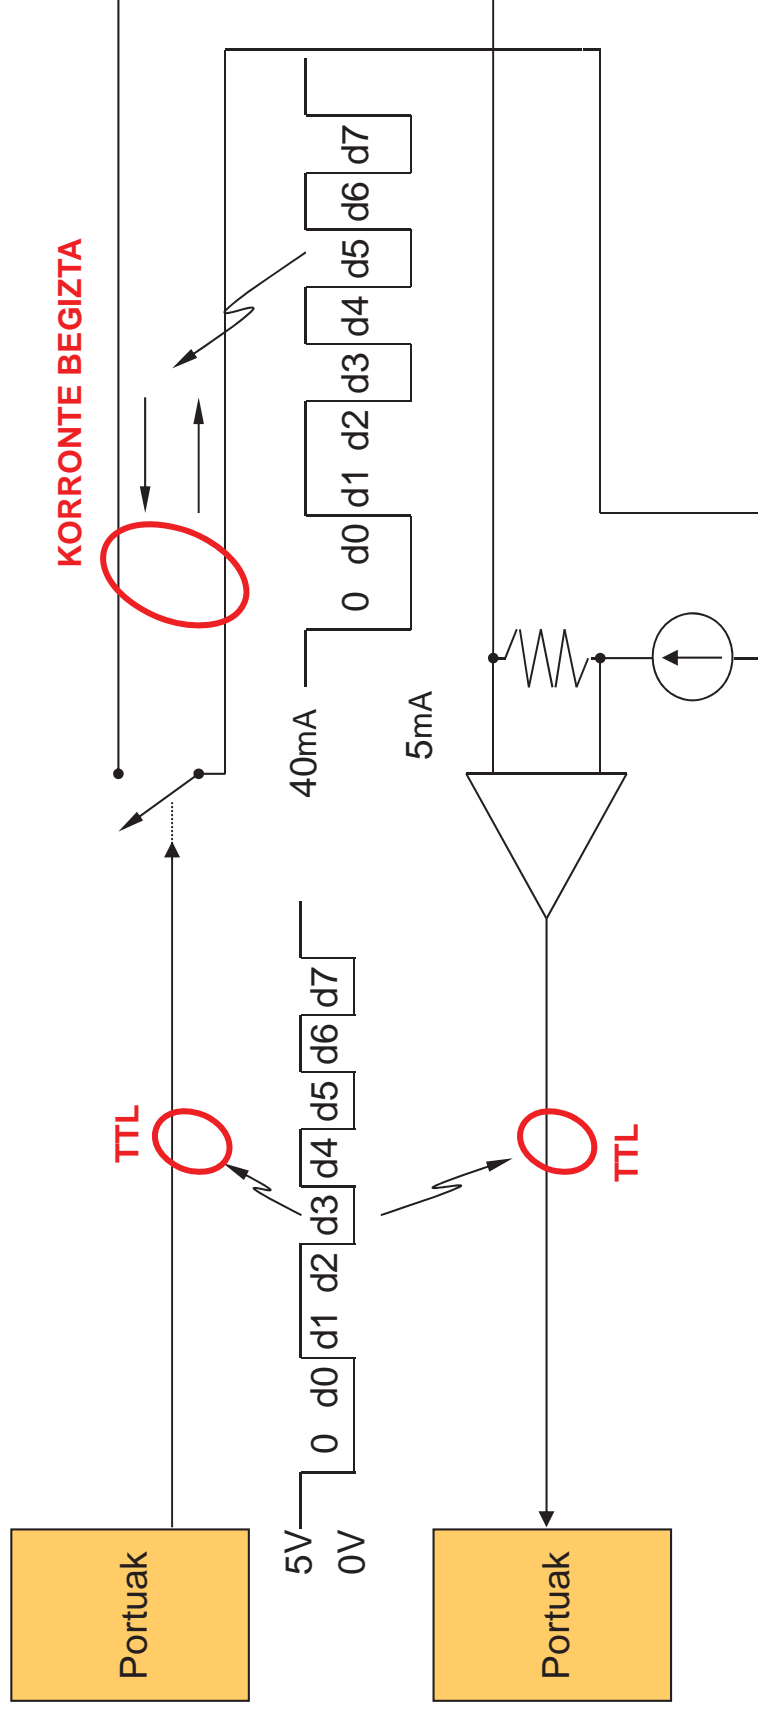 KORRONTE BEGIZTA
40mA
0 d0 d1 d2 d3 d4 d5 d6 d7
5mA
TTL
5V
0 d0 d1 d2 d3 d4 d5 d6 d7
0V
TTL
Portuak
Portuak